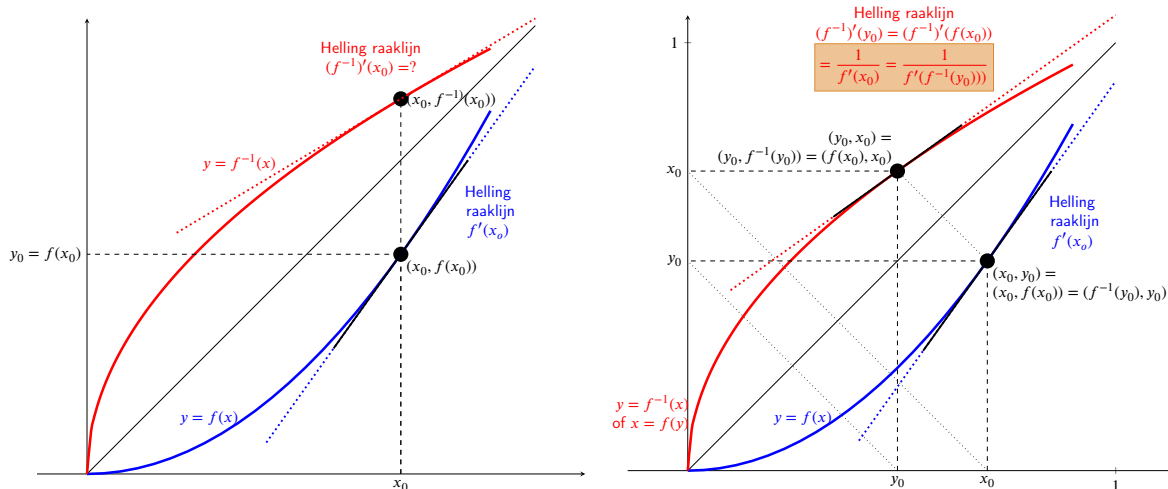 Helling raaklijn
(f⁻¹)′(x₀) =?
(x₀, f⁻¹)(x₀))
y = f⁻¹(x)
Helling
raaklijn
f′(xₒ)
y₀ = f(x₀)
(x₀, f(x₀))
y = f(x)
x₀
Helling raaklijn
(f⁻¹)′(y₀) = (f⁻¹)′(f(x₀))
= 1/f′(x₀) = 1/f′(f⁻¹(y₀)))
1
(y₀, x₀) =
(y₀, f⁻¹(y₀)) = (f(x₀), x₀)
x₀
Helling
raaklijn
f′(xₒ)
y₀
(x₀, y₀) =
(x₀, f(x₀)) = (f⁻¹(y₀), y₀)
y = f⁻¹(x)
of x = f(y)
y = f(x)
y₀
x₀
1